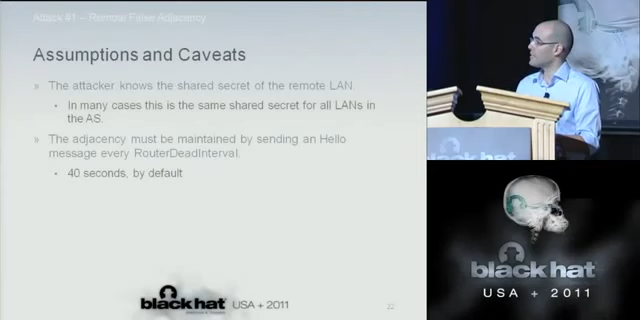 Attack #1 – Remote False Adjacency
Assumptions and Caveats
» The attacker knows the shared secret of the remote LAN.
• In many cases this is the same shared secret for all LANs in
the AS.
» The adjacency must be maintained by sending an Hello
message every RouterDeadInterval.
• 40 seconds, by default
black hat USA + 2011
22
black hat
black hat
USA + 2011